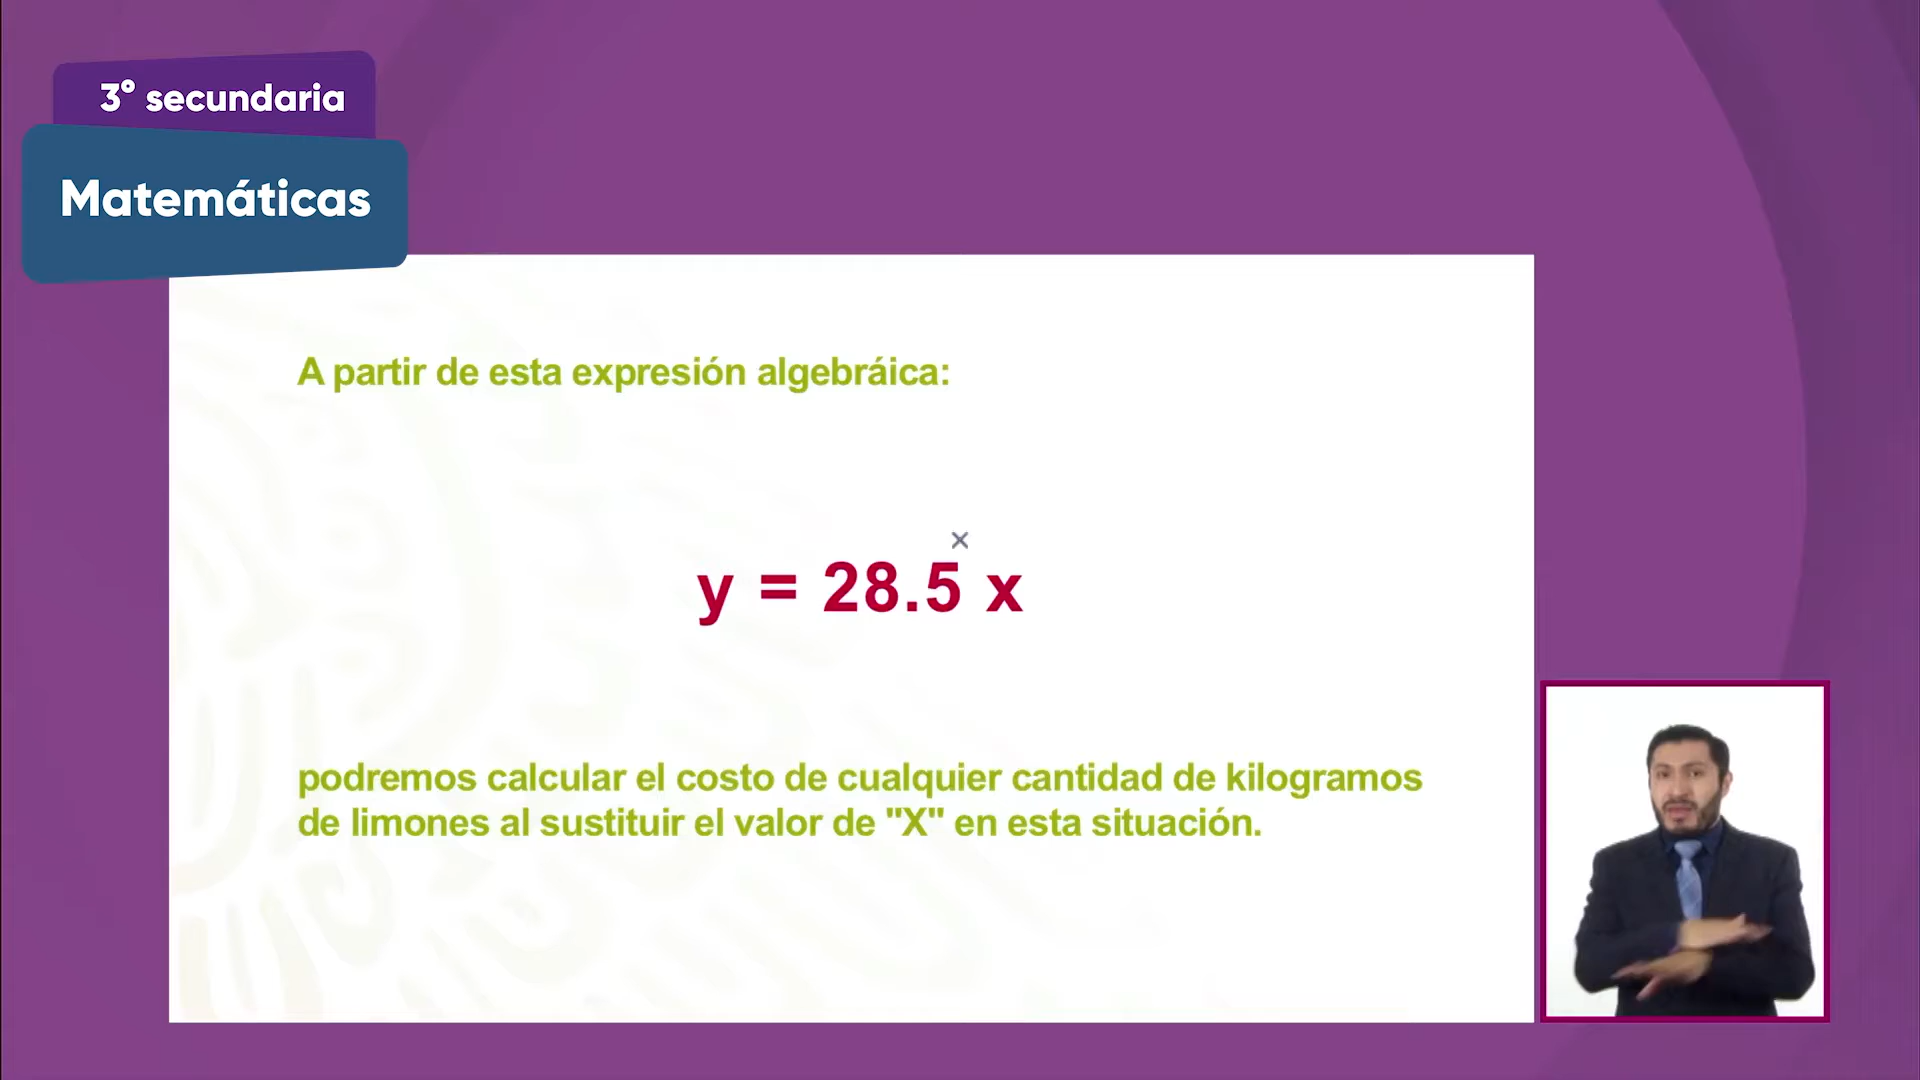 3° secundaria
Matemáticas
A partir de esta expresión algebráica:
y = 28.5 x
podremos calcular el costo de cualquier cantidad de kilogramos
de limones al sustituir el valor de "X" en esta situación.